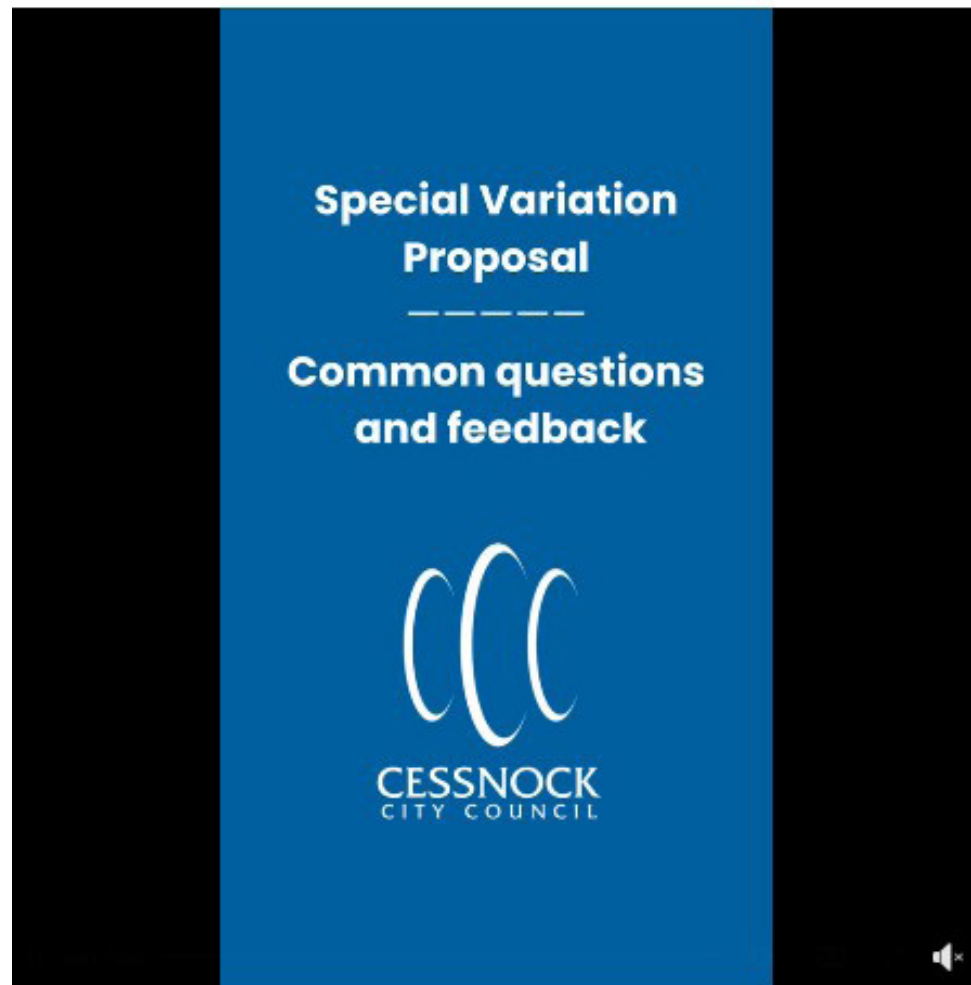 Special Variation
Proposal
—————
Common questions
and feedback
CESSNOCK
CITY COUNCIL